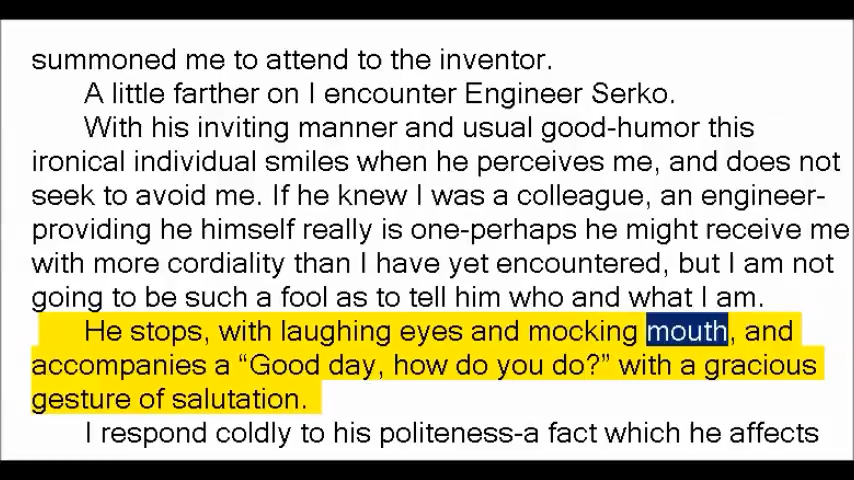 summoned me to attend to the inventor.
A little farther on I encounter Engineer Serko.
With his inviting manner and usual good-humor this
ironical individual smiles when he perceives me, and does not
seek to avoid me. If he knew I was a colleague, an engineer-
providing he himself really is one-perhaps he might receive me
with more cordiality than I have yet encountered, but I am not
going to be such a fool as to tell him who and what I am.
He stops, with laughing eyes and mocking mouth, and
accompanies a “Good day, how do you do?” with a gracious
gesture of salutation.
I respond coldly to his politeness-a fact which he affects